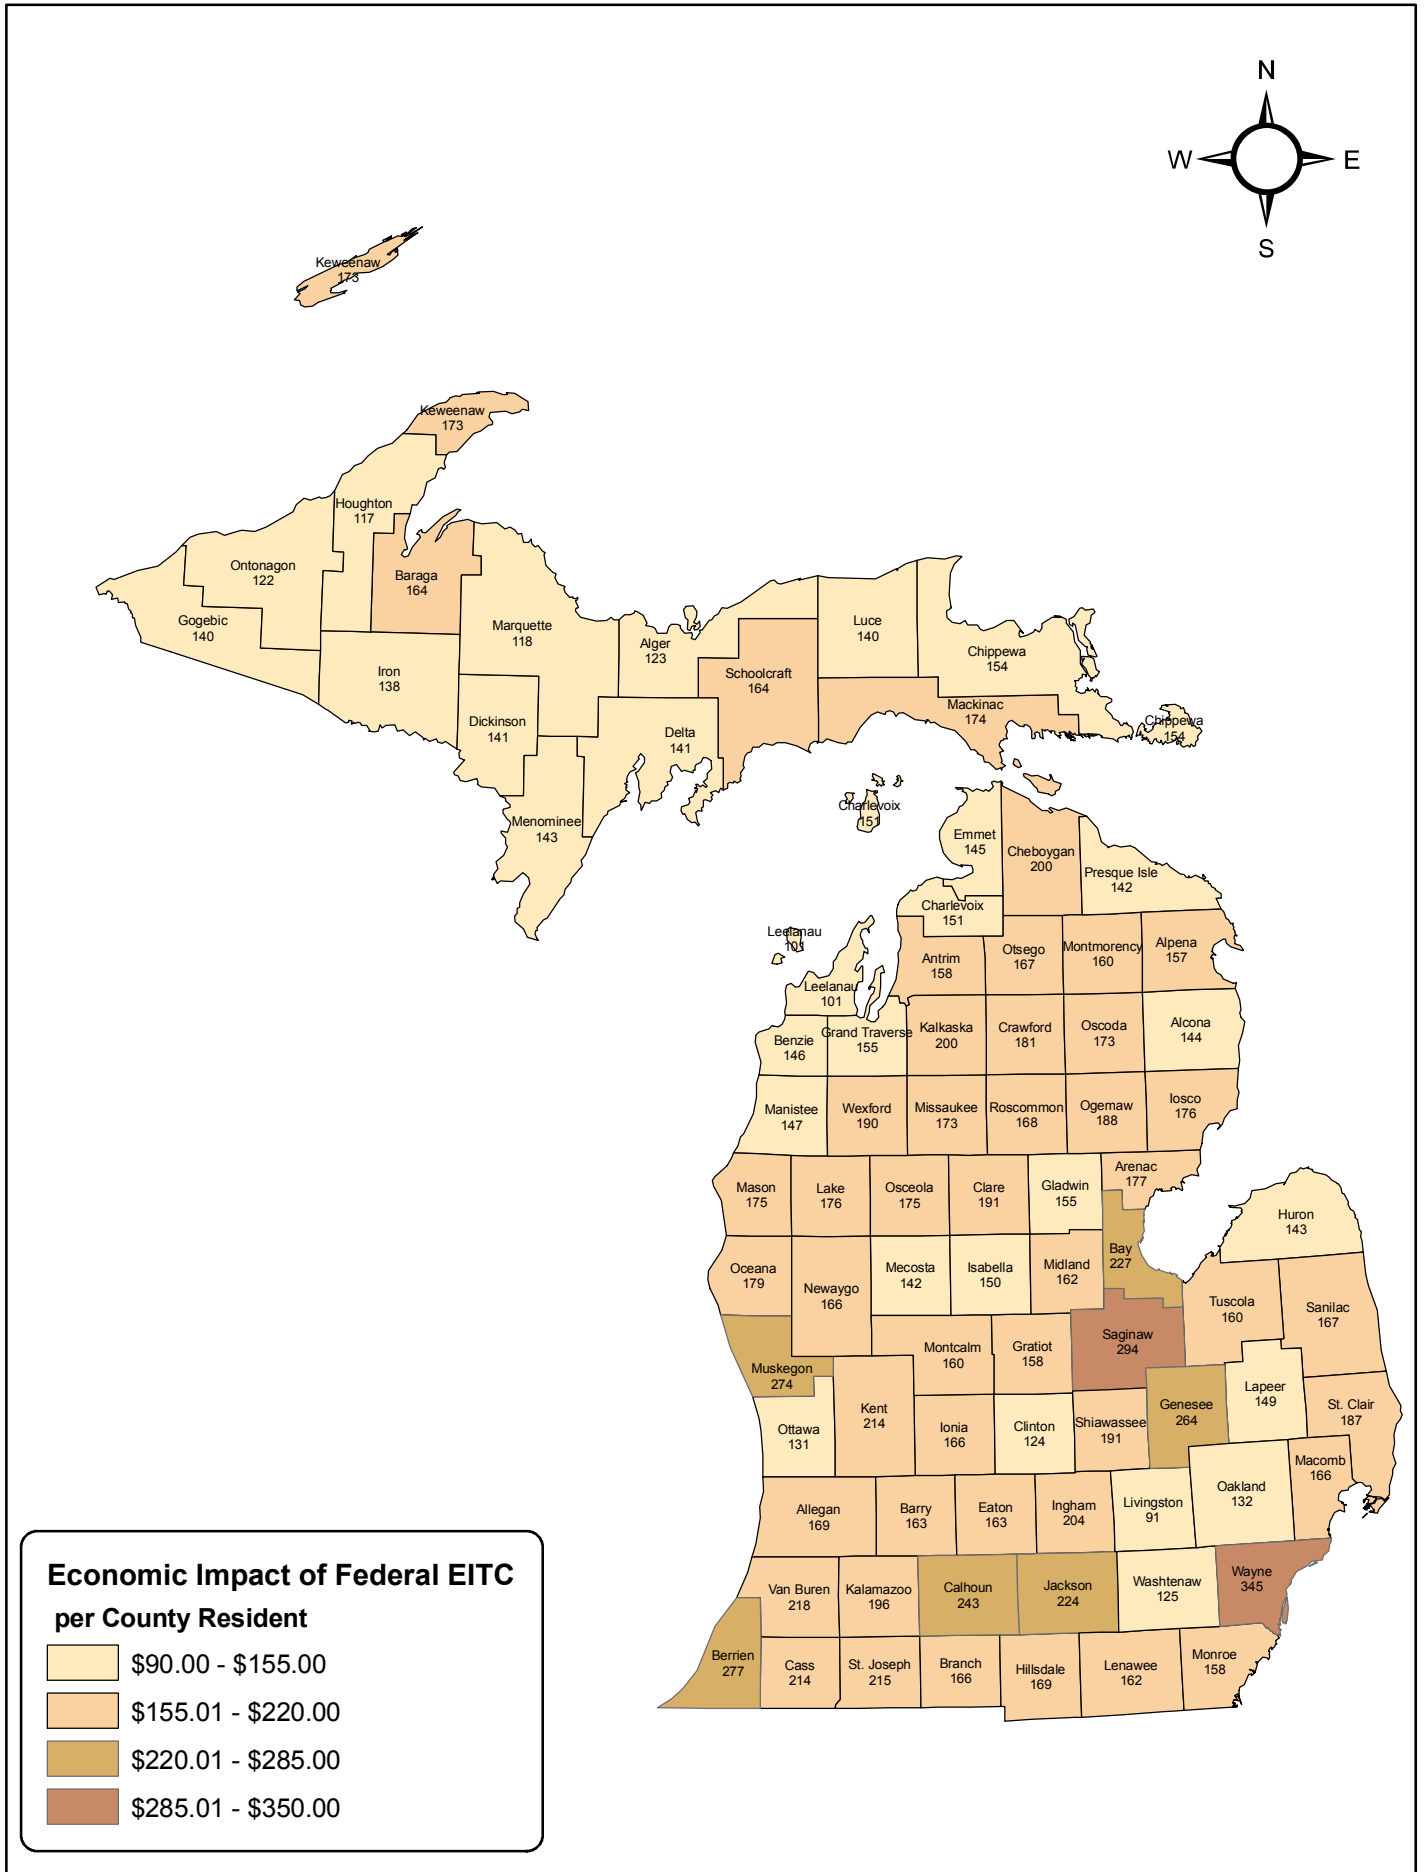 N
W
E
S
Keweenaw
173
Keweenaw
173
Houghton
117
Ontonagon
122
Baraga
164
Gogebic
140
Marquette
118
Iron
138
Alger
123
Luce
140
Chippewa
154
Schoolcraft
164
Mackinac
174
Dickinson
141
Delta
141
Chippewa
154
Menominee
143
Charlevoix
151
Emmet
145
Cheboygan
200
Presque Isle
142
Charlevoix
151
Leelanau
101
Antrim
158
Otsego
167
Montmorency
160
Alpena
157
Leelanau
101
Benzie
146
Grand Traverse
155
Kalkaska
200
Crawford
181
Oscoda
173
Alcona
144
Manistee
147
Wexford
190
Missaukee
173
Roscommon
168
Ogemaw
188
Iosco
176
Mason
175
Lake
176
Osceola
175
Clare
191
Gladwin
155
Arenac
177
Huron
143
Oceana
179
Newaygo
166
Mecosta
142
Isabella
150
Midland
162
Bay
227
Tuscola
160
Sanilac
167
Muskegon
274
Montcalm
160
Gratiot
158
Saginaw
294
Kent
214
Ottawa
131
Ionia
166
Clinton
124
Shiawassee
191
Genesee
264
Lapeer
149
St. Clair
187
Macomb
166
Oakland
132
Allegan
169
Barry
163
Eaton
163
Ingham
204
Livingston
91
Van Buren
218
Kalamazoo
196
Calhoun
243
Jackson
224
Washtenaw
125
Wayne
345
Berrien
277
Cass
214
St. Joseph
215
Branch
166
Hillsdale
169
Lenawee
162
Monroe
158
Economic Impact of Federal EITC
per County Resident
$90.00 - $155.00
$155.01 - $220.00
$220.01 - $285.00
$285.01 - $350.00